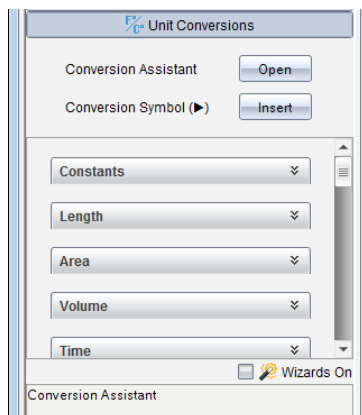 F°/C° Unit Conversions
Conversion Assistant Open
Conversion Symbol (▶) Insert
Constants
Length
Area
Volume
Time
Wizards On
Conversion Assistant